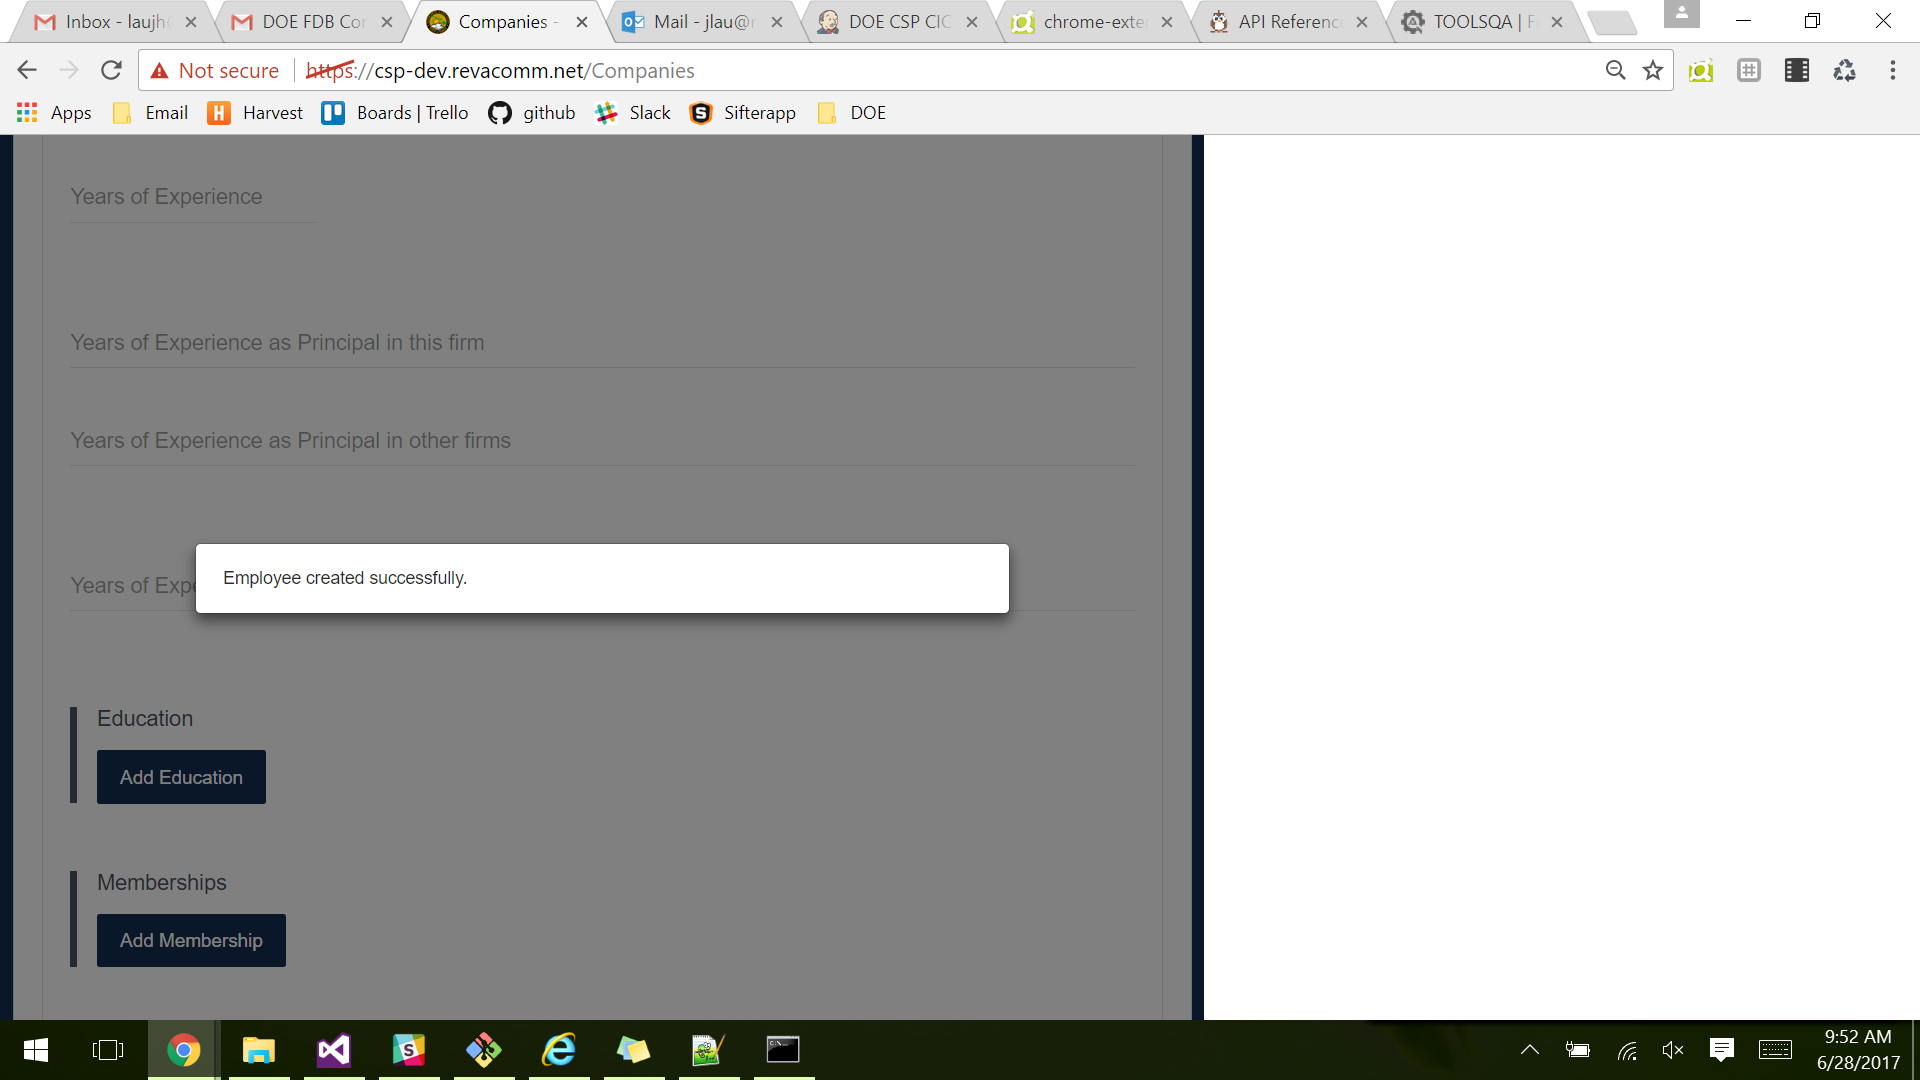 Inbox - laujh
DOE FDB Cor
Companies -
Mail - jlau@r
DOE CSP CIC
chrome-exte
API Referenc
TOOLSQA | F
Not secure
https://csp-dev.revacomm.net/Companies
Apps
Email
Harvest
Boards | Trello
github
Slack
Sifterapp
DOE
Years of Experience
Years of Experience as Principal in this firm
Years of Experience as Principal in other firms
Years of Expe
Employee created successfully.
Education
Add Education
Memberships
Add Membership
9:52 AM
6/28/2017